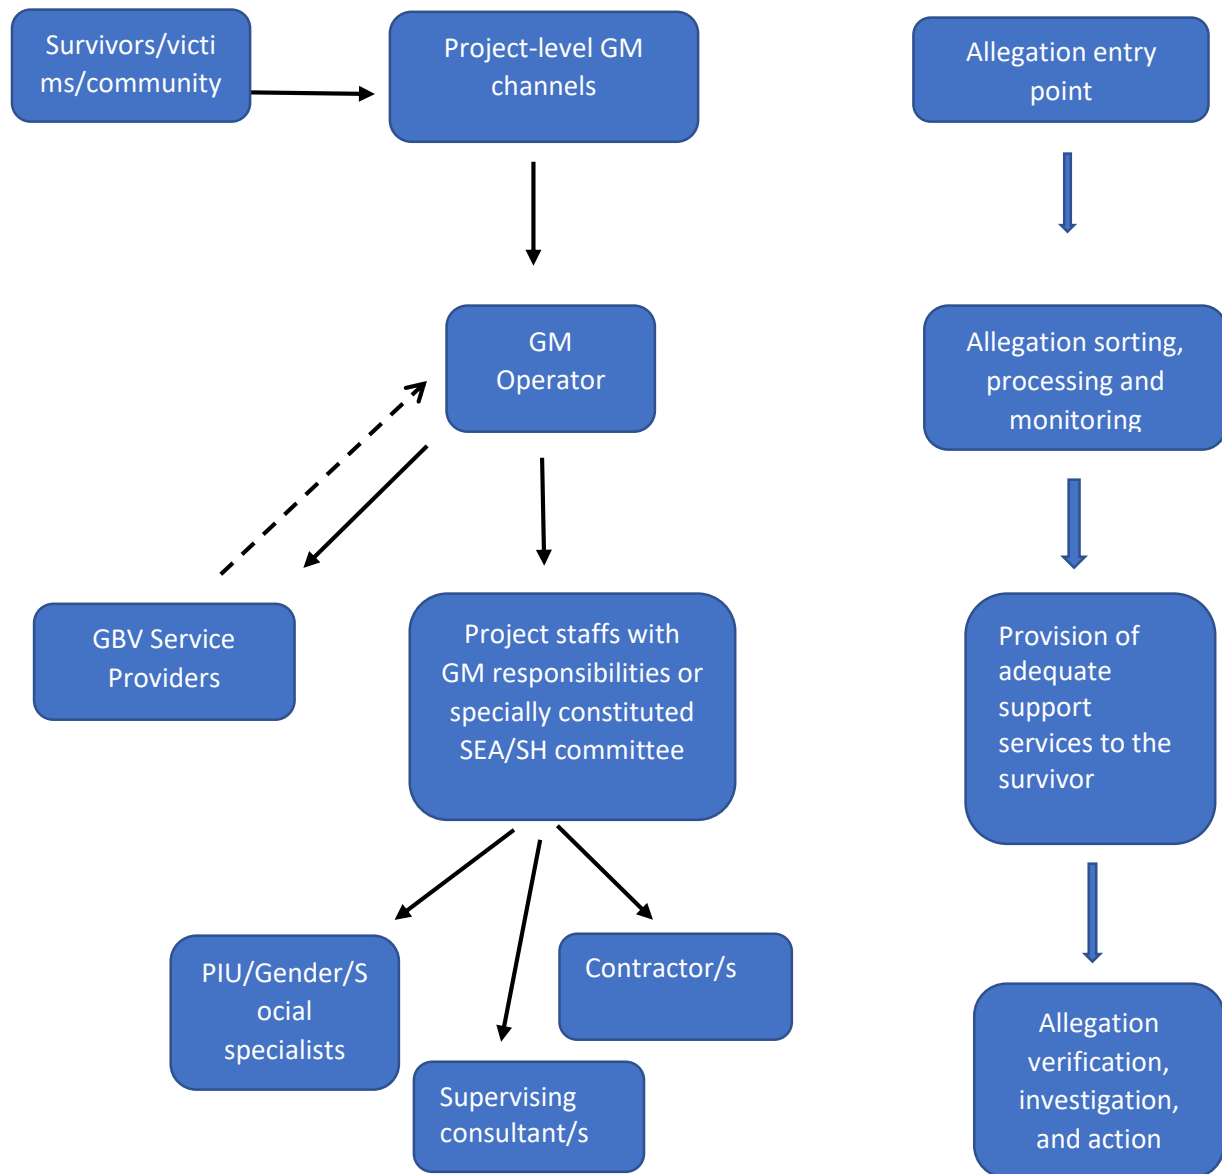 Survivors/victi
ms/community
Project-level GM
channels
Allegation entry
point
GM
Operator
Allegation sorting,
processing and
monitoring
GBV Service
Providers
Project staffs with
GM responsibilities or
specially constituted
SEA/SH committee
Provision of
adequate
support
services to the
survivor
PIU/Gender/S
ocial
specialists
Contractor/s
Supervising
consultant/s
Allegation
verification,
investigation,
and action